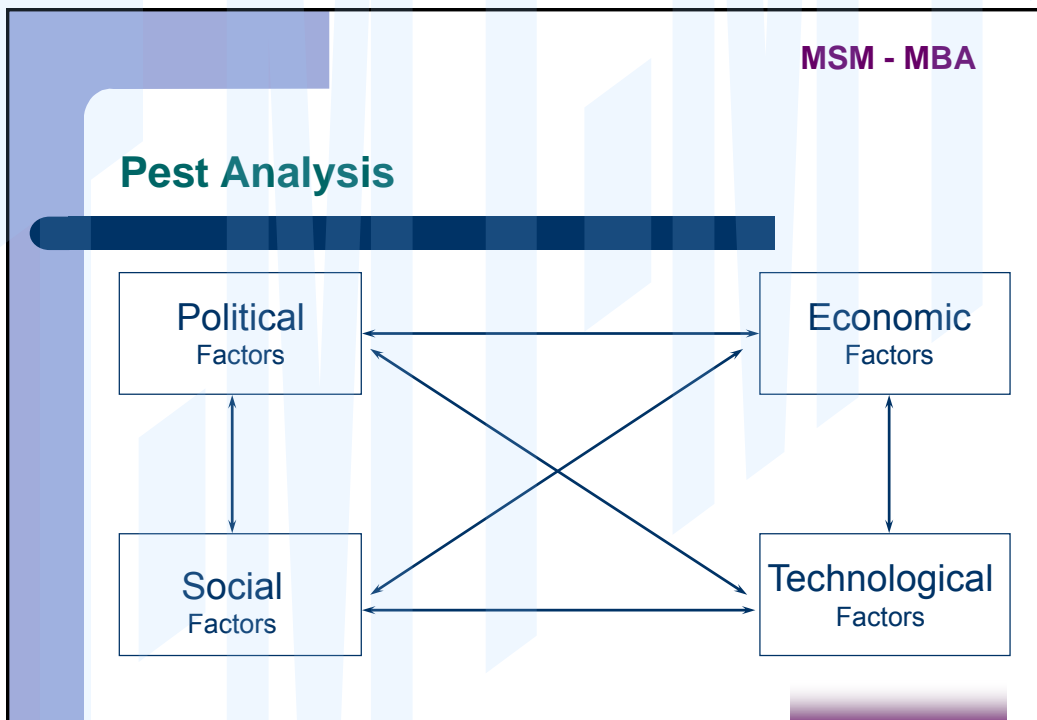 MSM - MBA
Pest Analysis
Political
Factors
Economic
Factors
Social
Factors
Technological
Factors